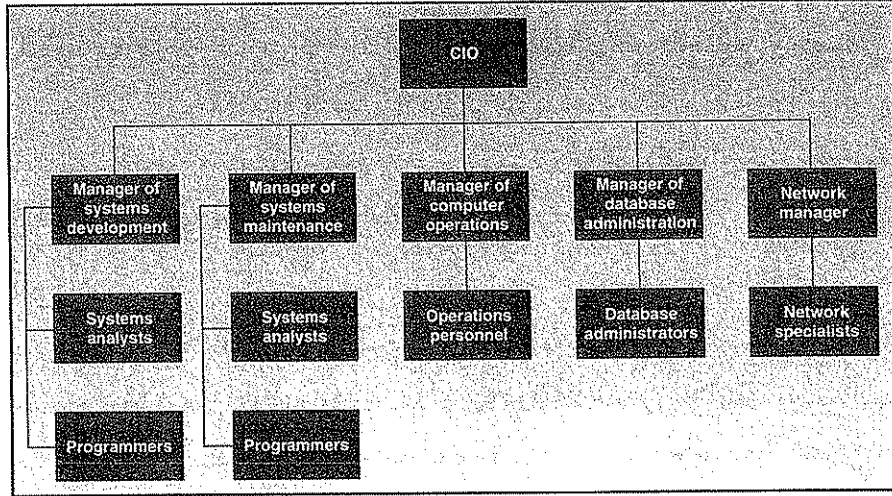 CIO
Manager of
systems
development
Manager of
systems
maintenance
Manager of
computer
operations
Manager of
database
administration
Network
manager
Systems
analysts
Systems
analysts
Operations
personnel
Database
administrators
Network
specialists
Programmers
Programmers